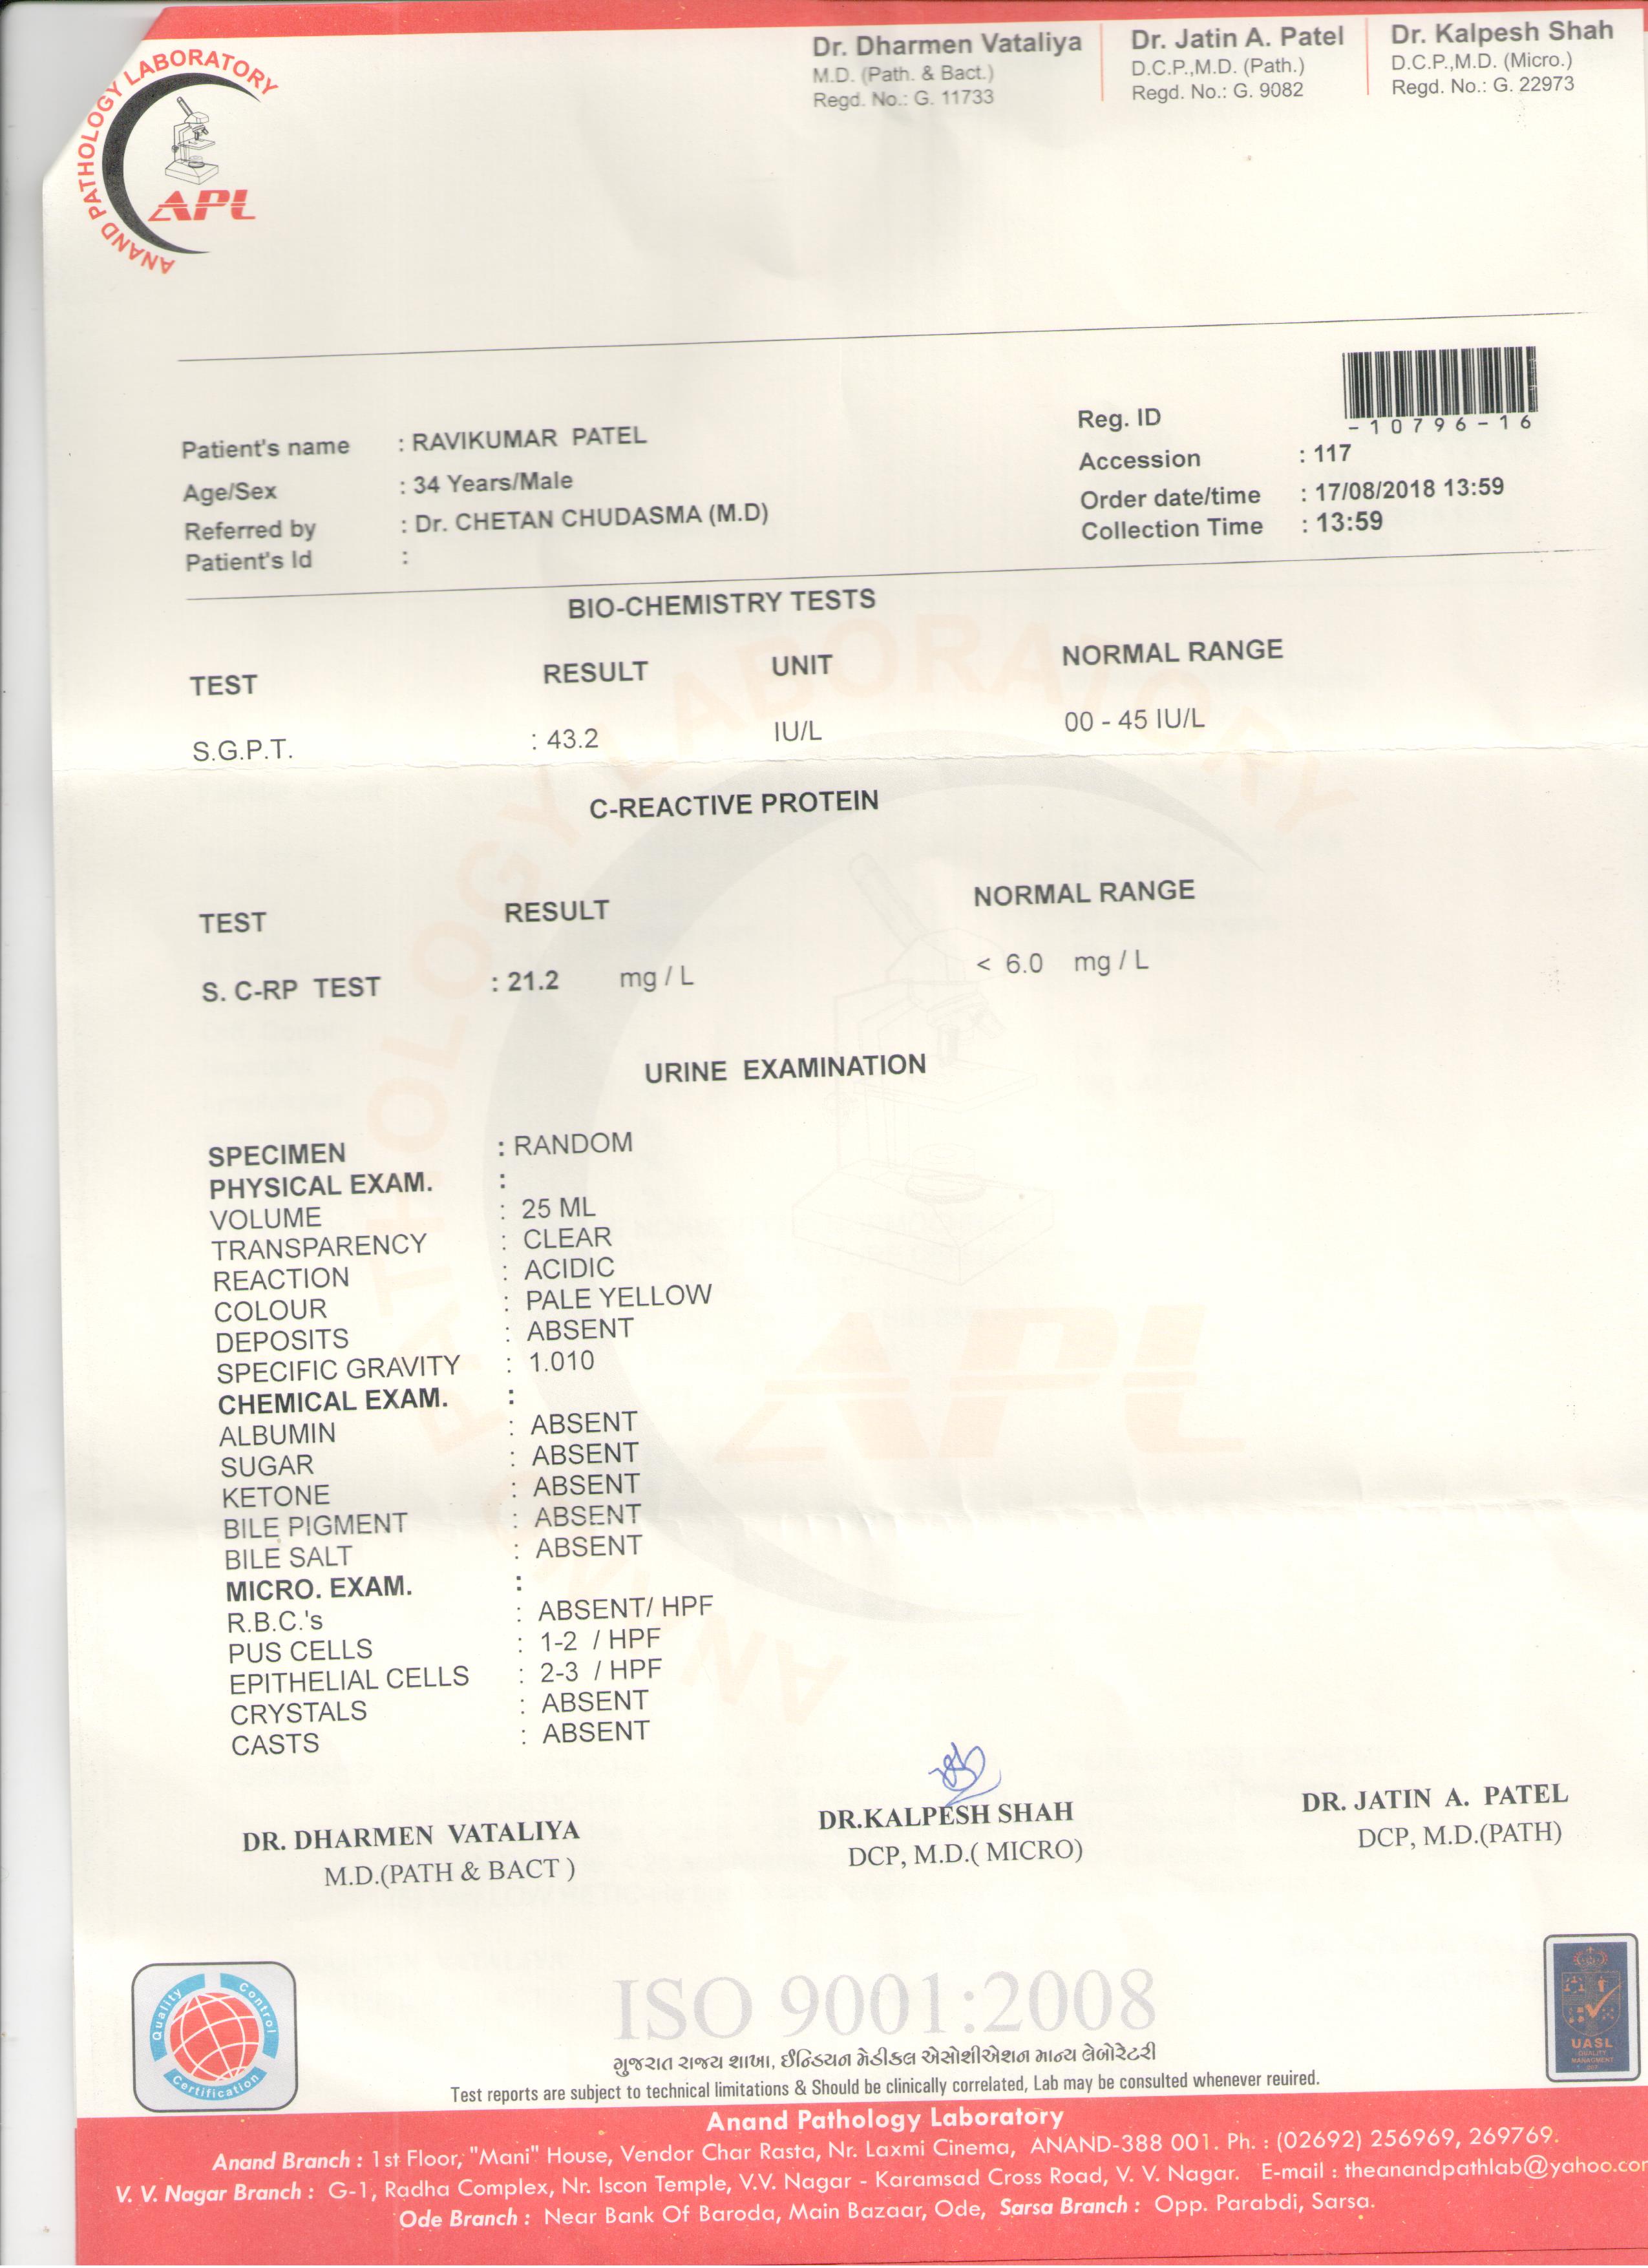 Dr. Dharmen Vataliya
M.D. (Path. & Bact.)
Regd. No.: G. 11733
Dr. Jatin A. Patel
D.C.P.,M.D. (Path.)
Regd. No.: G. 9082
Dr. Kalpesh Shah
D.C.P.,M.D. (Micro.)
Regd. No.: G. 22973
ANAND PATHOLOGY LABORATORY
APL
Patient's name : RAVIKUMAR PATEL
Age/Sex : 34 Years/Male
Referred by : Dr. CHETAN CHUDASMA (M.D)
Patient's Id :
Reg. ID
-10796-16
Accession : 117
Order date/time : 17/08/2018 13:59
Collection Time : 13:59
BIO-CHEMISTRY TESTS
TEST RESULT UNIT NORMAL RANGE
S.G.P.T. : 43.2 IU/L 00 - 45 IU/L
C-REACTIVE PROTEIN
TEST RESULT NORMAL RANGE
S. C-RP TEST : 21.2 mg / L < 6.0 mg / L
URINE EXAMINATION
SPECIMEN : RANDOM
PHYSICAL EXAM. :
VOLUME : 25 ML
TRANSPARENCY : CLEAR
REACTION : ACIDIC
COLOUR : PALE YELLOW
DEPOSITS : ABSENT
SPECIFIC GRAVITY : 1.010
CHEMICAL EXAM. :
ALBUMIN : ABSENT
SUGAR : ABSENT
KETONE : ABSENT
BILE PIGMENT : ABSENT
BILE SALT : ABSENT
MICRO. EXAM. :
R.B.C.'s : ABSENT/ HPF
PUS CELLS : 1-2 / HPF
EPITHELIAL CELLS : 2-3 / HPF
CRYSTALS : ABSENT
CASTS : ABSENT
DR. DHARMEN VATALIYA
M.D.(PATH & BACT )
DR.KALPESH SHAH
DCP, M.D.( MICRO)
DR. JATIN A. PATEL
DCP, M.D.(PATH)
Quality Control
Certification
ISO 9001:2008
UASL
QUALITY
ગુજરાત રાજ્ય શાખા, ઈન્ડિયન મેડીકલ એસોશીએશન માન્ય લેબોરેટરી
Test reports are subject to technical limitations & Should be clinically correlated, Lab may be consulted whenever reuired.
Anand Pathology Laboratory
Anand Branch : 1st Floor, "Mani" House, Vendor Char Rasta, Nr. Laxmi Cinema, ANAND-388 001. Ph. : (02692) 256969, 269769.
V. V. Nagar Branch : G-1, Radha Complex, Nr. Iscon Temple, V.V. Nagar - Karamsad Cross Road, V. V. Nagar. E-mail : theanandpathlab@yahoo.com
Ode Branch : Near Bank Of Baroda, Main Bazaar, Ode, Sarsa Branch : Opp. Parabdi, Sarsa.